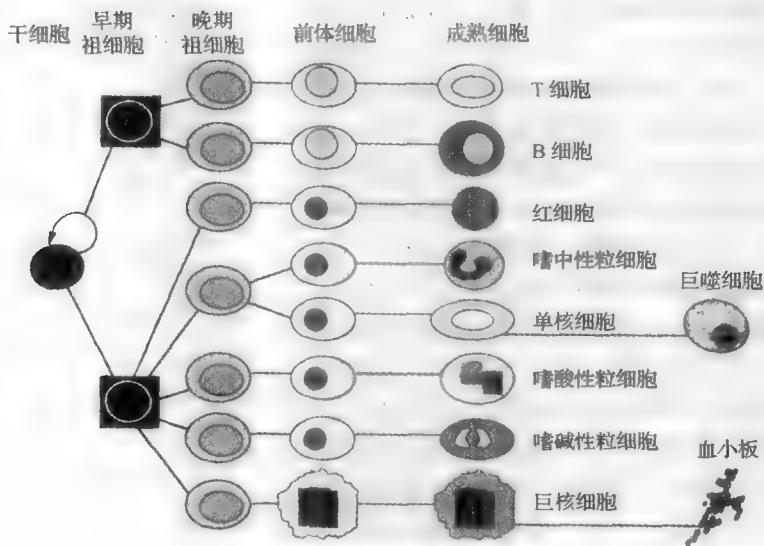 干细胞
早期
祖细胞
晚期
祖细胞
前体细胞
成熟细胞
T 细胞
B 细胞
红细胞
嗜中性粒细胞
单核细胞
巨噬细胞
嗜酸性粒细胞
嗜碱性粒细胞
巨核细胞
血小板